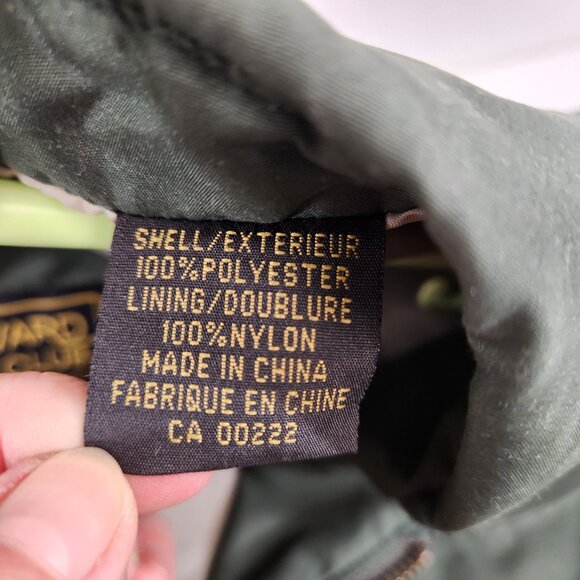 SHELL/EXTERIEUR
100%POLYESTER
LINING/DOUBLURE
100%NYLON
MADE IN CHINA
FABRIQUE EN CHINE
CA 00222